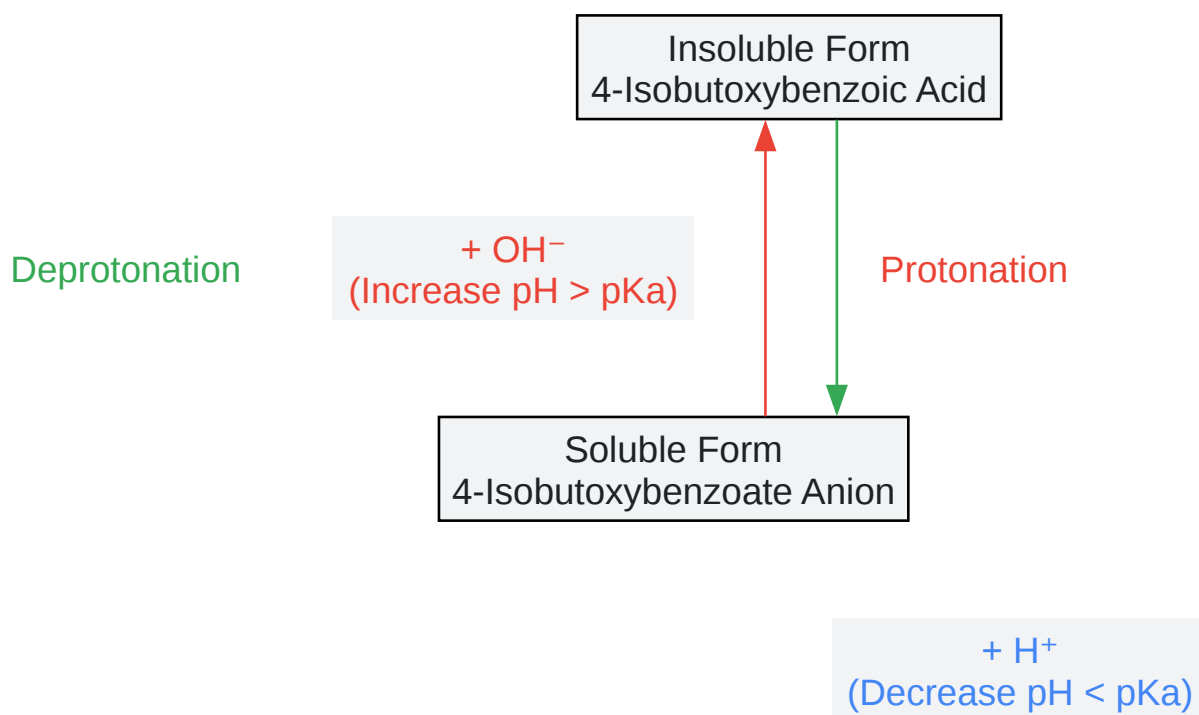 Insoluble Form
4-Isobutoxybenzoic Acid
Deprotonation
+ OH⁻
(Increase pH > pKa)
Protonation
Soluble Form
4-Isobutoxybenzoate Anion
+ H⁺
(Decrease pH < pKa)